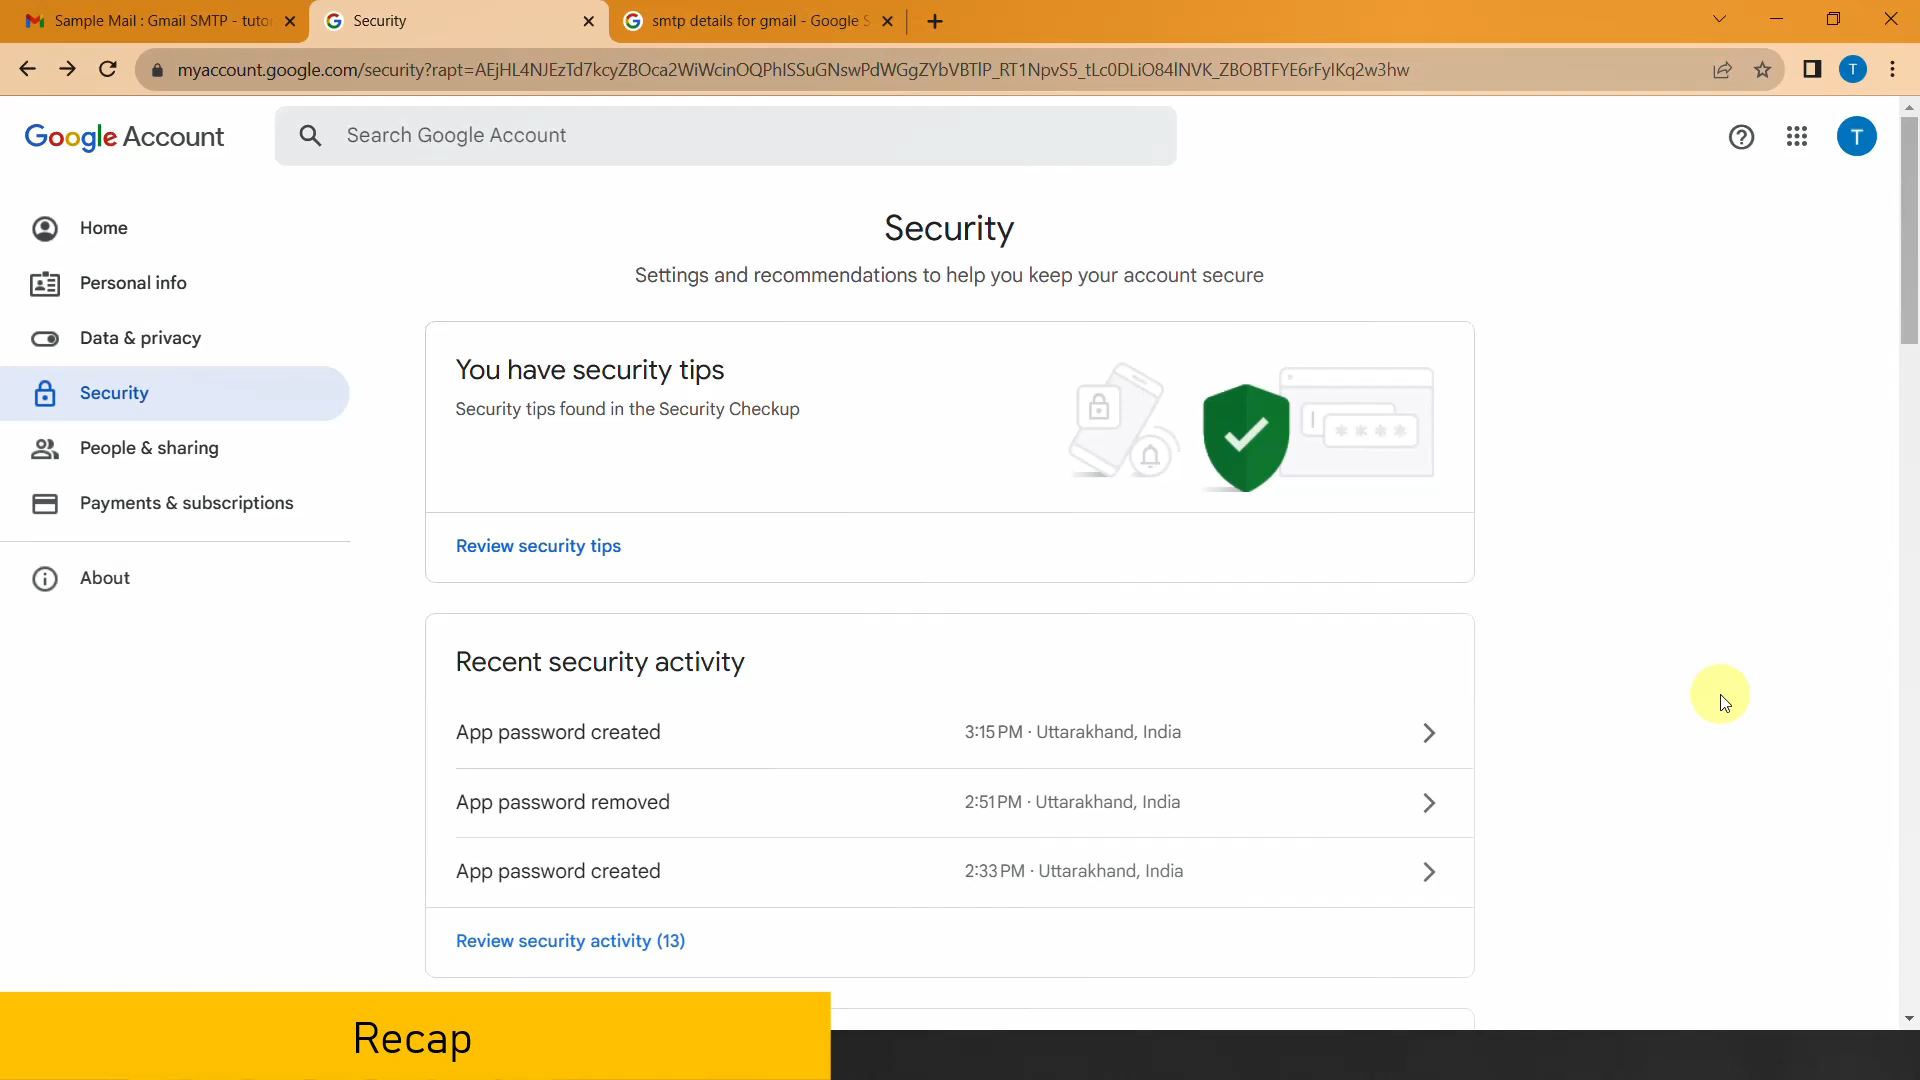 Sample Mail : Gmail SMTP - tuto
Security
smtp details for gmail - Google S
myaccount.google.com/security?rapt=AEjHL4NJEzTd7kcyZBOca2WiWcinOQPhISSuGNswPdWGgZYbVBTlP_RT1NpvS5_tLc0DLiO84lNVK_ZBOBTFYE6rFylKq2w3hw
T
Google Account
Search Google Account
T
Home
Personal info
Data & privacy
Security
People & sharing
Payments & subscriptions
About
Security
Settings and recommendations to help you keep your account secure
You have security tips
Security tips found in the Security Checkup
Review security tips
Recent security activity
App password created
3:15 PM · Uttarakhand, India
App password removed
2:51 PM · Uttarakhand, India
App password created
2:33 PM · Uttarakhand, India
Review security activity (13)
Recap